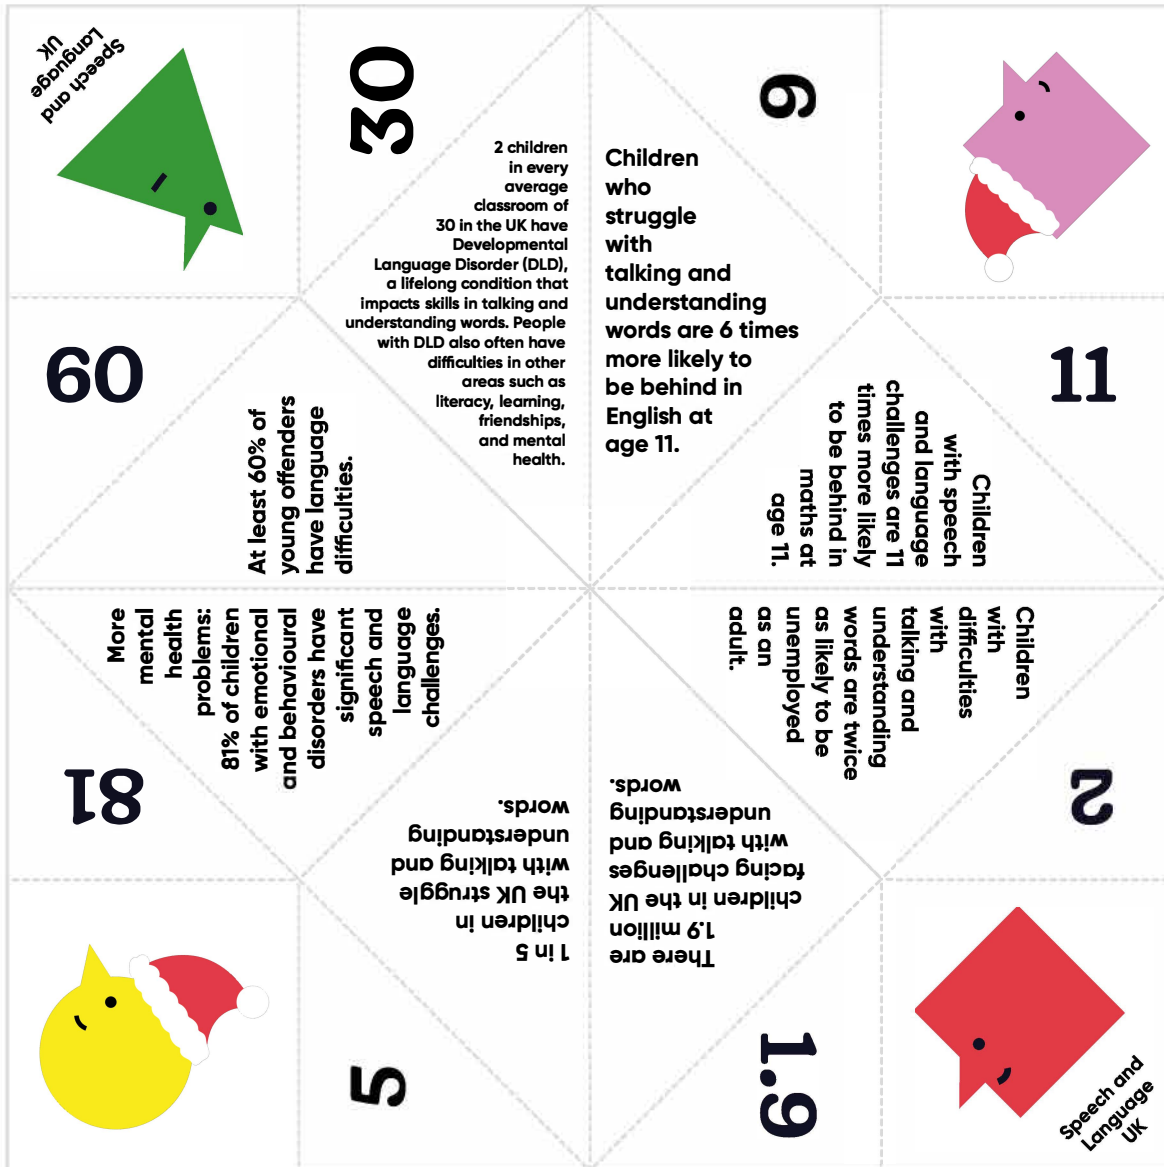 Speech and
Language
UK
30
2 children
in every
average
classroom of
30 in the UK have
Developmental
Language Disorder (DLD),
a lifelong condition that
impacts skills in talking and
understanding words. People
with DLD also often have
difficulties in other
areas such as
literacy, learning,
friendships,
and mental
health.
6
Children
who
struggle
with
talking and
understanding
words are 6 times
more likely to
be behind in
English at
age 11.
11
Children
with speech
and language
challenges are 11
times more likely
to be behind in
maths at
age 11.
2
Children
with
difficulties
with
talking and
understanding
words are twice
as likely to be
unemployed
as an
adult.
1.9
There are
1.9 million
children in the UK
facing challenges
with talking and
understanding
words.
5
1 in 5
children in
the UK struggle
with talking and
understanding
words.
81
More
mental
health
problems:
81% of children
with emotional
and behavioural
disorders have
significant
speech and
language
challenges.
60
At least 60% of
young offenders
have language
difficulties.
Speech and
Language
UK